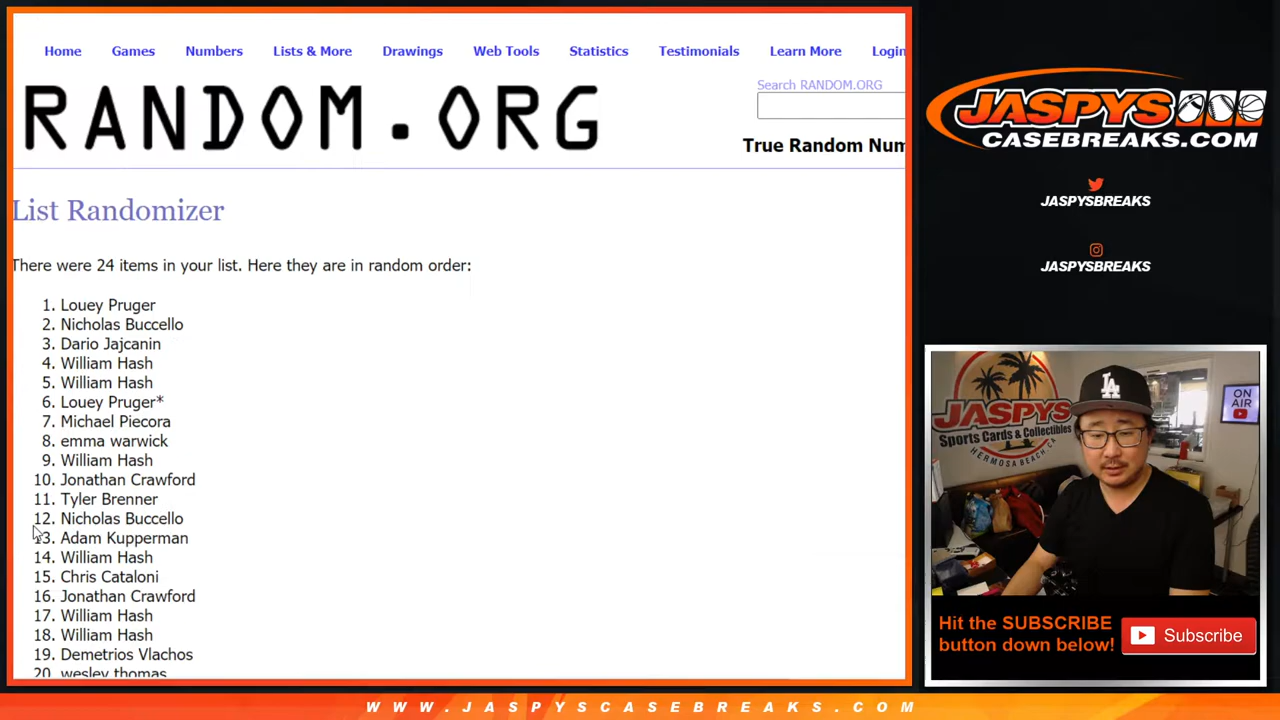 Home Games Numbers Lists & More Drawings Web Tools Statistics Testimonials Learn More Login
Search RANDOM.ORG
RANDOM.ORG
True Random Num
List Randomizer
There were 24 items in your list. Here they are in random order:
1. Louey Pruger
2. Nicholas Buccello
3. Dario Jajcanin
4. William Hash
5. William Hash
6. Louey Pruger*
7. Michael Piecora
8. emma warwick
9. William Hash
10. Jonathan Crawford
11. Tyler Brenner
12. Nicholas Buccello
13. Adam Kupperman
14. William Hash
15. Chris Cataloni
16. Jonathan Crawford
17. William Hash
18. William Hash
19. Demetrios Vlachos
20. wesley thomas
JASPYS
CASEBREAKS.COM
JASPYSBREAKS
JASPYSBREAKS
JASPYS
Sports Cards & Collectibles
HERMOSA BEACH, CA
LA
ON
AIR
Hit the SUBSCRIBE
button down below!
Subscribe
WWW.JASPYSCASEBREAKS.COM